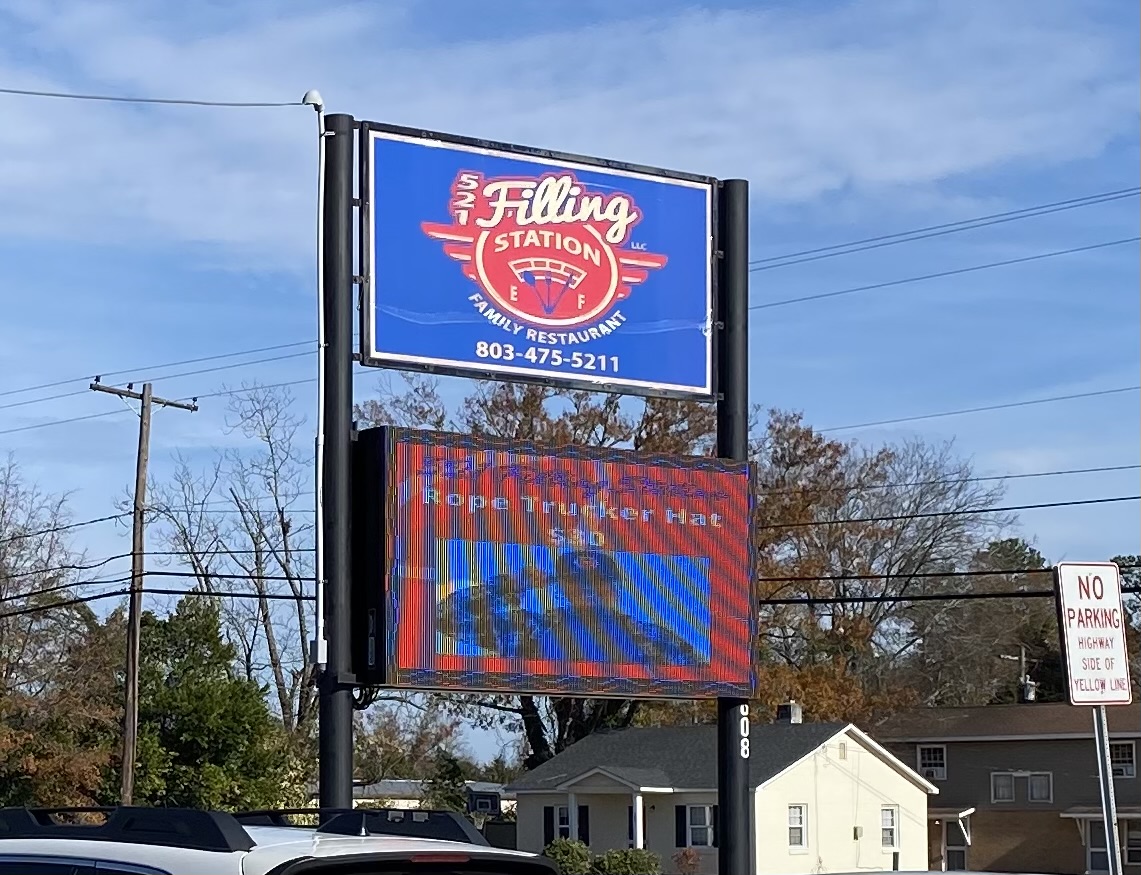 521
Filling
STATION
LLC
E F
FAMILY RESTAURANT
803-475-5211
Rope Trucker Hat
$30
NO
PARKING
HIGHWAY
SIDE OF
YELLOW LINE